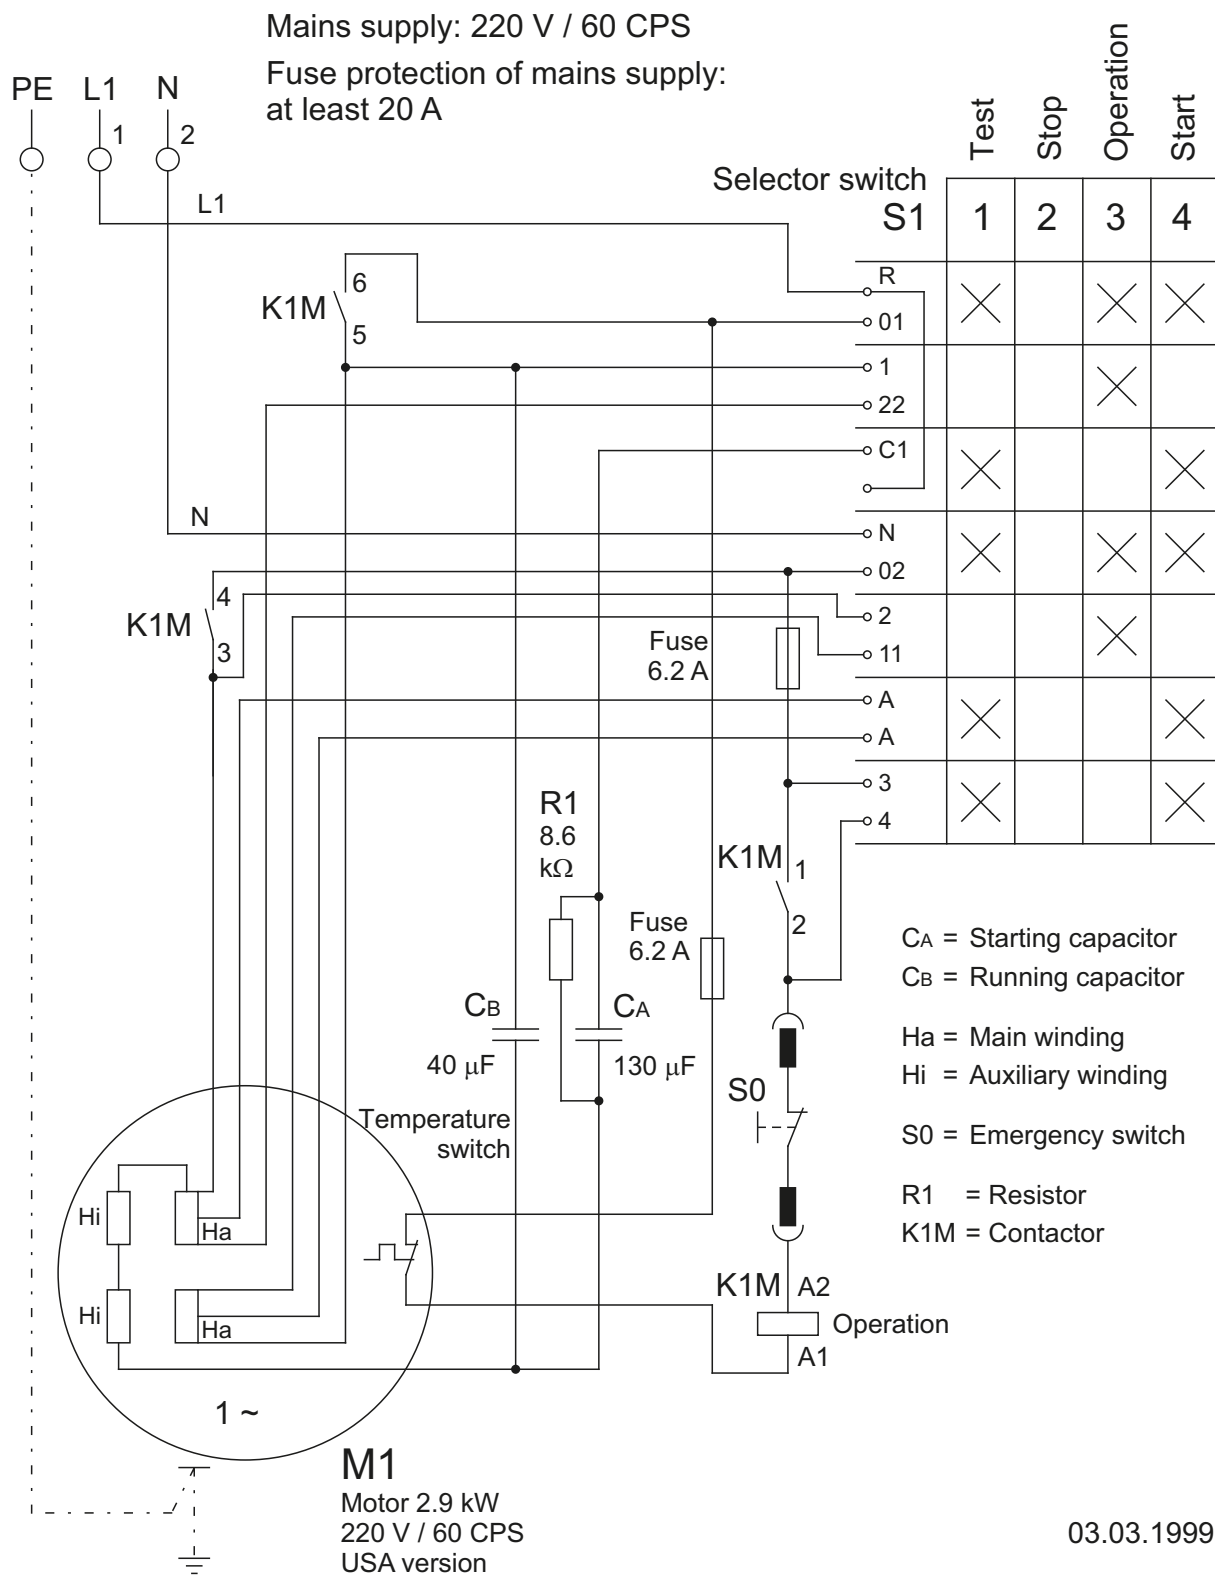 Mains supply: 220 V / 60 CPS
Fuse protection of mains supply:
at least 20 A
PE L1 N
1 2
Test
Stop
Operation
Start
Selector switch
S1 1 2 3 4
L1
R
01
K1M
6
5
1
22
C1
N
N
02
K1M
4
3
2
11
Fuse
6.2 A
A
A
3
4
R1
8.6
kΩ
K1M
1
2
Fuse
6.2 A
CB
40 µF
CA
130 µF
CA = Starting capacitor
CB = Running capacitor
Ha = Main winding
Hi = Auxiliary winding
S0 = Emergency switch
R1 = Resistor
K1M = Contactor
S0
Temperature
switch
Hi
Ha
Hi
Ha
K1M
A2
Operation
A1
1 ~
M1
Motor 2.9 kW
220 V / 60 CPS
USA version
03.03.1999